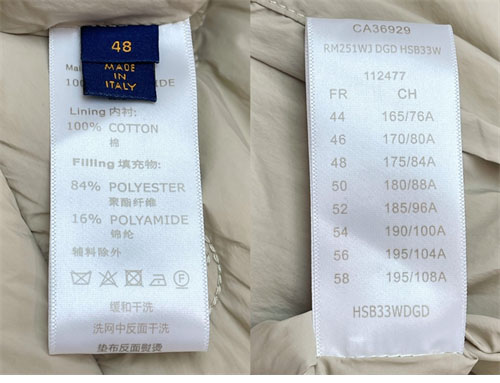 48
MADE
IN
ITALY
Lining 内衬:
100% COTTON
棉
Filling 填充物:
84% POLYESTER
聚酯纤维
16% POLYAMIDE
锦纶
辅料除外
缓和干洗
洗网中反面干洗
垫布反面熨烫
CA36929
RM251WJ DGD HSB33W
112477
FR CH
44 165/76A
46 170/80A
48 175/84A
50 180/88A
52 185/96A
54 190/100A
56 195/104A
58 195/108A
HSB33WDGD